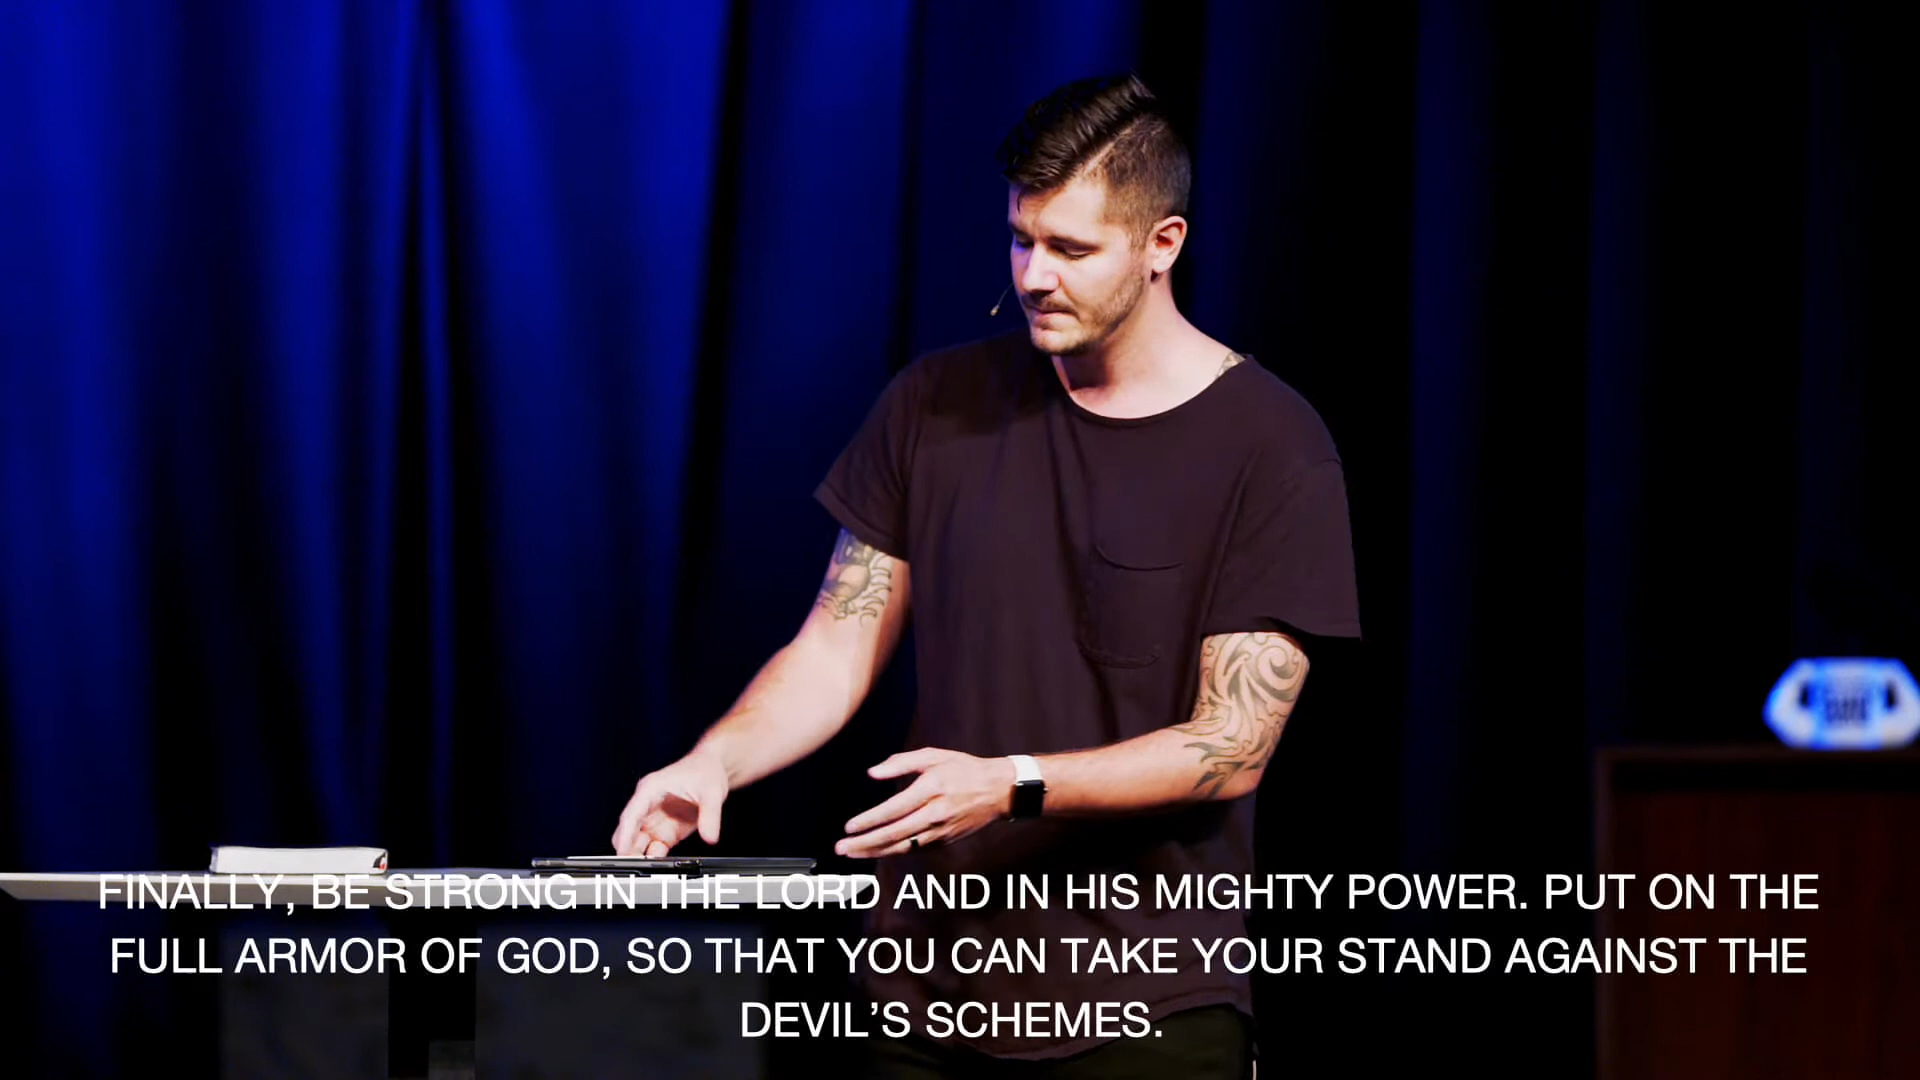 FINALLY, BE STRONG IN THE LORD AND IN HIS MIGHTY POWER. PUT ON THE
FULL ARMOR OF GOD, SO THAT YOU CAN TAKE YOUR STAND AGAINST THE
DEVIL’S SCHEMES.